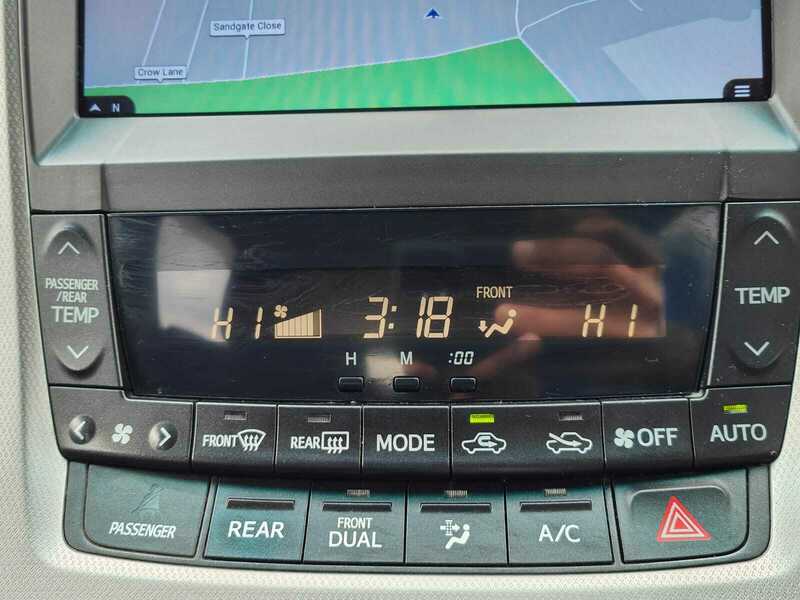 Sandgate Close
Crow Lane
N
PASSENGER
/REAR
TEMP
HI
3:18
FRONT
HI
TEMP
H
M
:00
FRONT
REAR
MODE
OFF
AUTO
PASSENGER
REAR
FRONT
DUAL
A/C